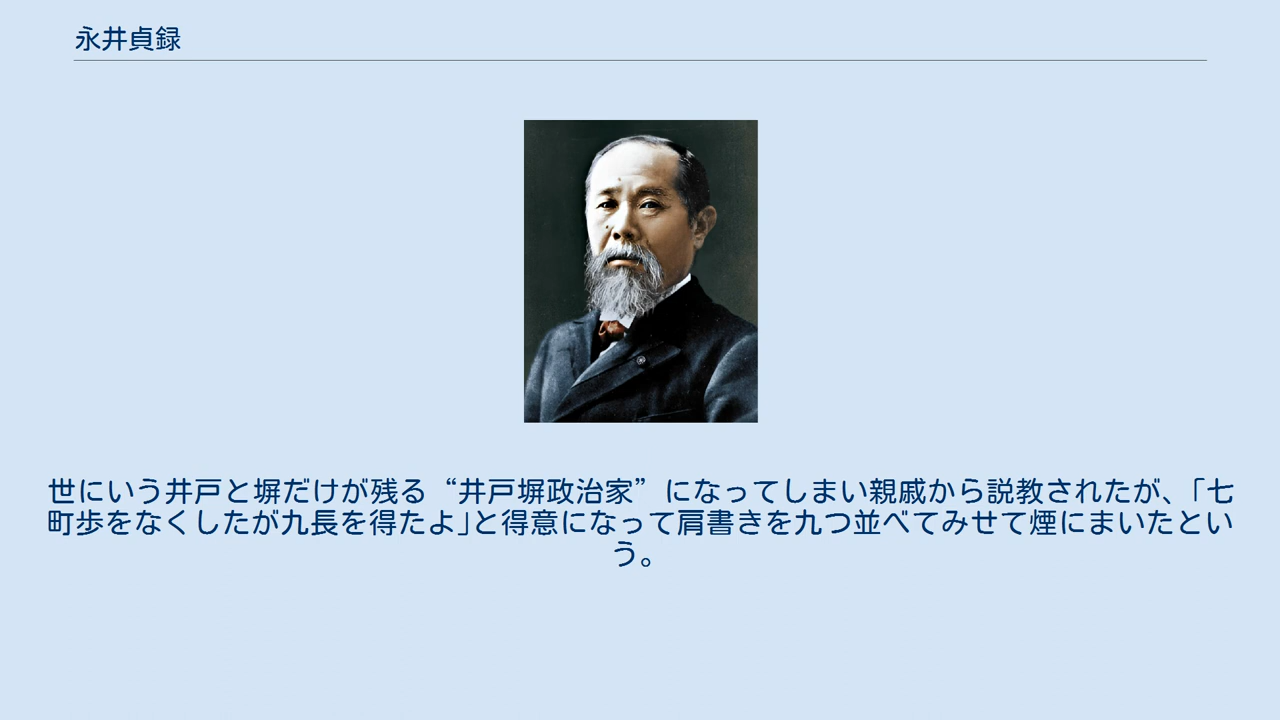 永井貞録
世にいう井戸と塀だけが残る“井戸塀政治家”になってしまい親戚から説教されたが、｢七
町歩をなくしたが九長を得たよ｣と得意になって肩書きを九つ並べてみせて煙にまいたとい
う。